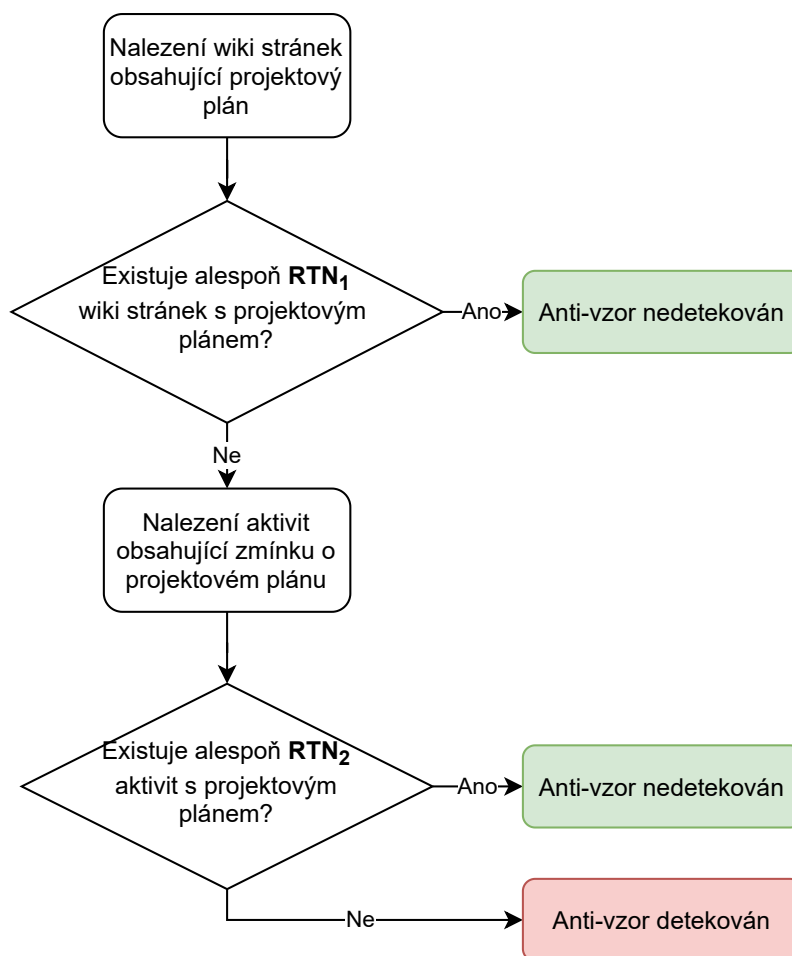 Nalezení wiki stránek
obsahující projektový
plán
Existuje alespoň RTN1
wiki stránek s projektovým
plánem?
Ano
Anti-vzor nedetekován
Ne
Nalezení aktivit
obsahující zmínku o
projektovém plánu
Existuje alespoň RTN2
aktivit s projektovým
plánem?
Ano
Anti-vzor nedetekován
Ne
Anti-vzor detekován